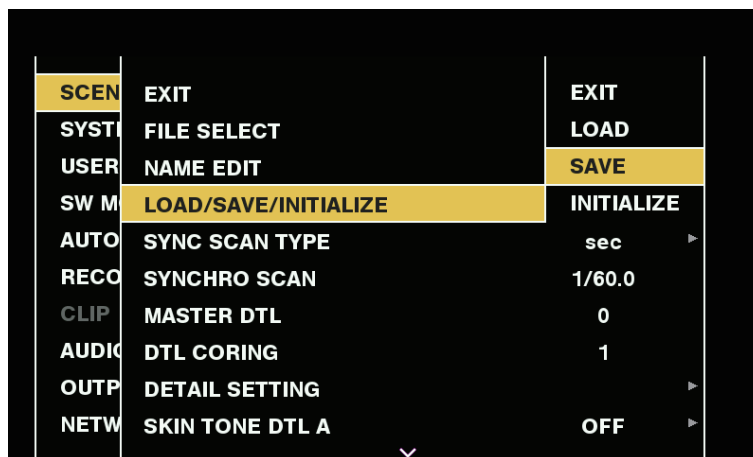 SCEN EXIT EXIT
SYSTE FILE SELECT LOAD
USER NAME EDIT SAVE
SW M LOAD/SAVE/INITIALIZE INITIALIZE
AUTO SYNC SCAN TYPE sec
RECO SYNCHRO SCAN 1/60.0
CLIP MASTER DTL 0
AUDIO DTL CORING 1
OUTP DETAIL SETTING
NETW SKIN TONE DTL A OFF